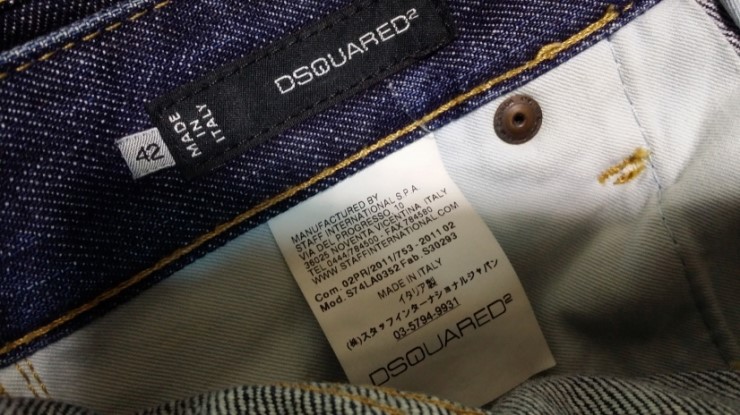 DSQUARED²
MADE
IN
ITALY
42
MANUFACTURED BY
STAFF INTERNATIONAL S.P.A
VIA DEL PROGRESSO, 10
36025 NOVENTA VICENTINA ITALY
TEL.0444/784500 - FAX 784580
WWW.STAFFINTERNATIONAL.COM
Com. 02PR/2011/753 - 2011 02
Mod. S74LA0352 Fab. S30293
MADE IN ITALY
イタリア製
(株)スタッフインターナショナルジャパン
03-5794-9931
DSQUARED²